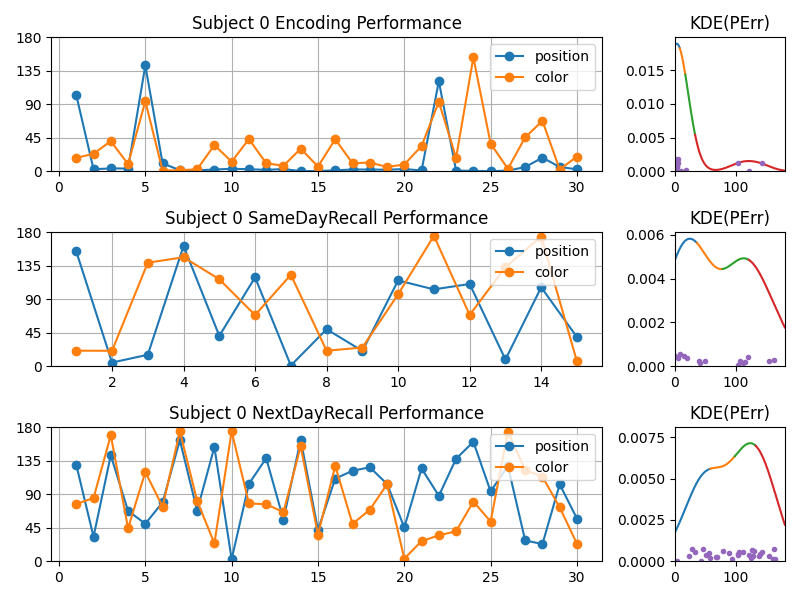 Subject 0 Encoding Performance
KDE(PErr)
180
135
90
45
0
position
color
0.015
0.010
0.005
0.000
0 5 10 15 20 25 30
0 100
Subject 0 SameDayRecall Performance
KDE(PErr)
180
135
90
45
0
position
color
0.006
0.004
0.002
0.000
2 4 6 8 10 12 14
0 100
Subject 0 NextDayRecall Performance
KDE(PErr)
180
135
90
45
0
position
color
0.0075
0.0050
0.0025
0.0000
0 5 10 15 20 25 30
0 100